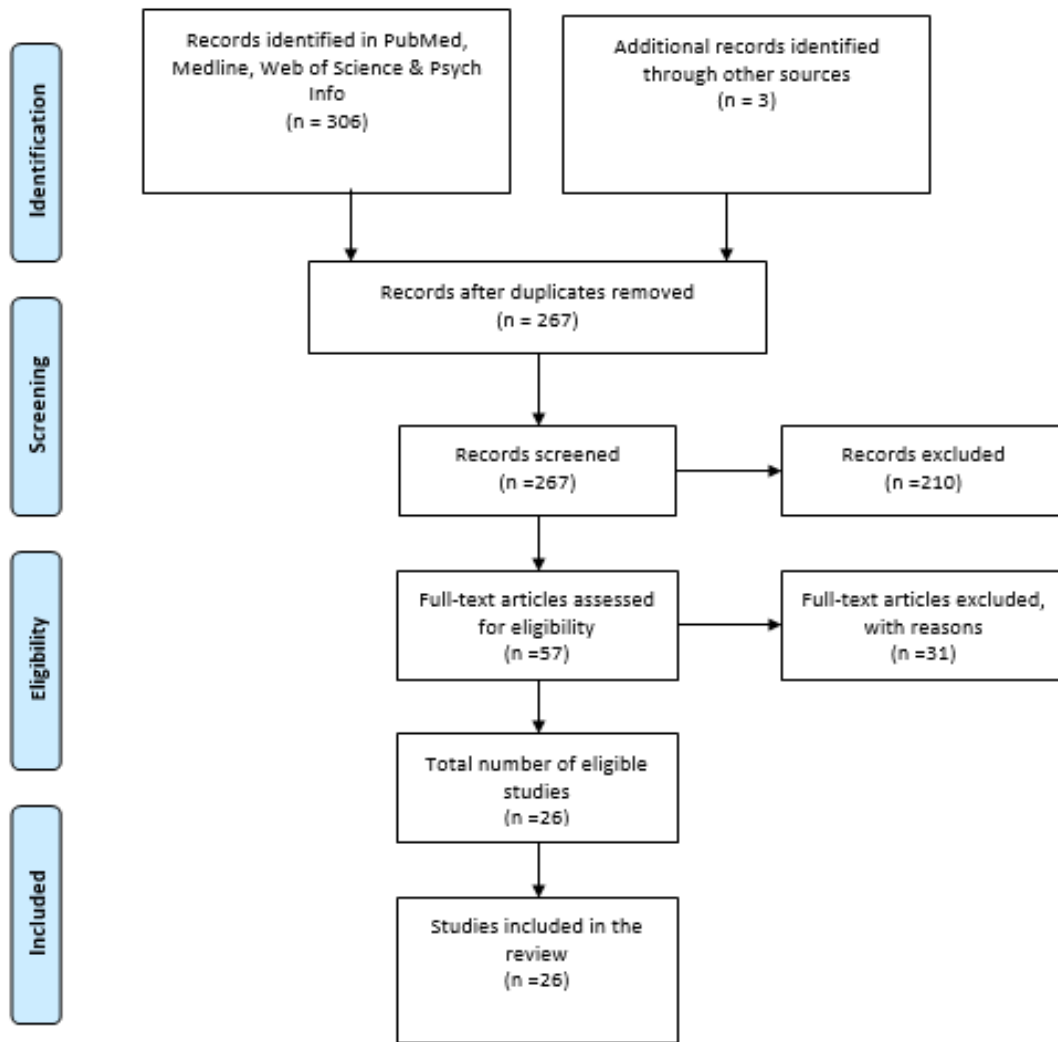 Identification
Records identified in PubMed,
Medline, Web of Science & Psych
Info
(n = 306)
Additional records identified
through other sources
(n = 3)
Records after duplicates removed
(n = 267)
Screening
Records screened
(n =267)
Records excluded
(n =210)
Eligibility
Full-text articles assessed
for eligibility
(n =57)
Full-text articles excluded,
with reasons
(n =31)
Total number of eligible
studies
(n =26)
Included
Studies included in the
review
(n =26)